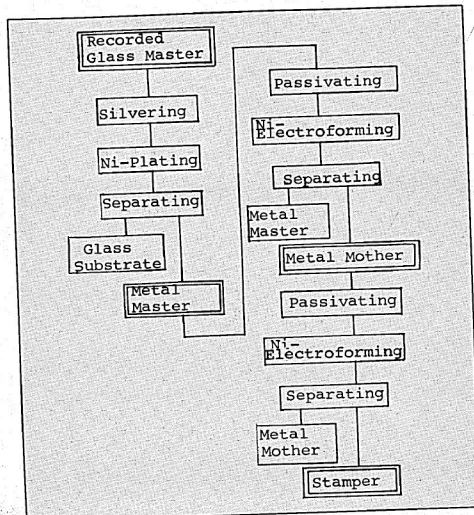 Recorded
Glass Master
Silvering
Ni-Plating
Separating
Glass
Substrate
Metal
Master
Passivating
Ni-
Electroforming
Separating
Metal
Master
Metal Mother
Passivating
Ni-
Electroforming
Separating
Metal
Mother
Stamper